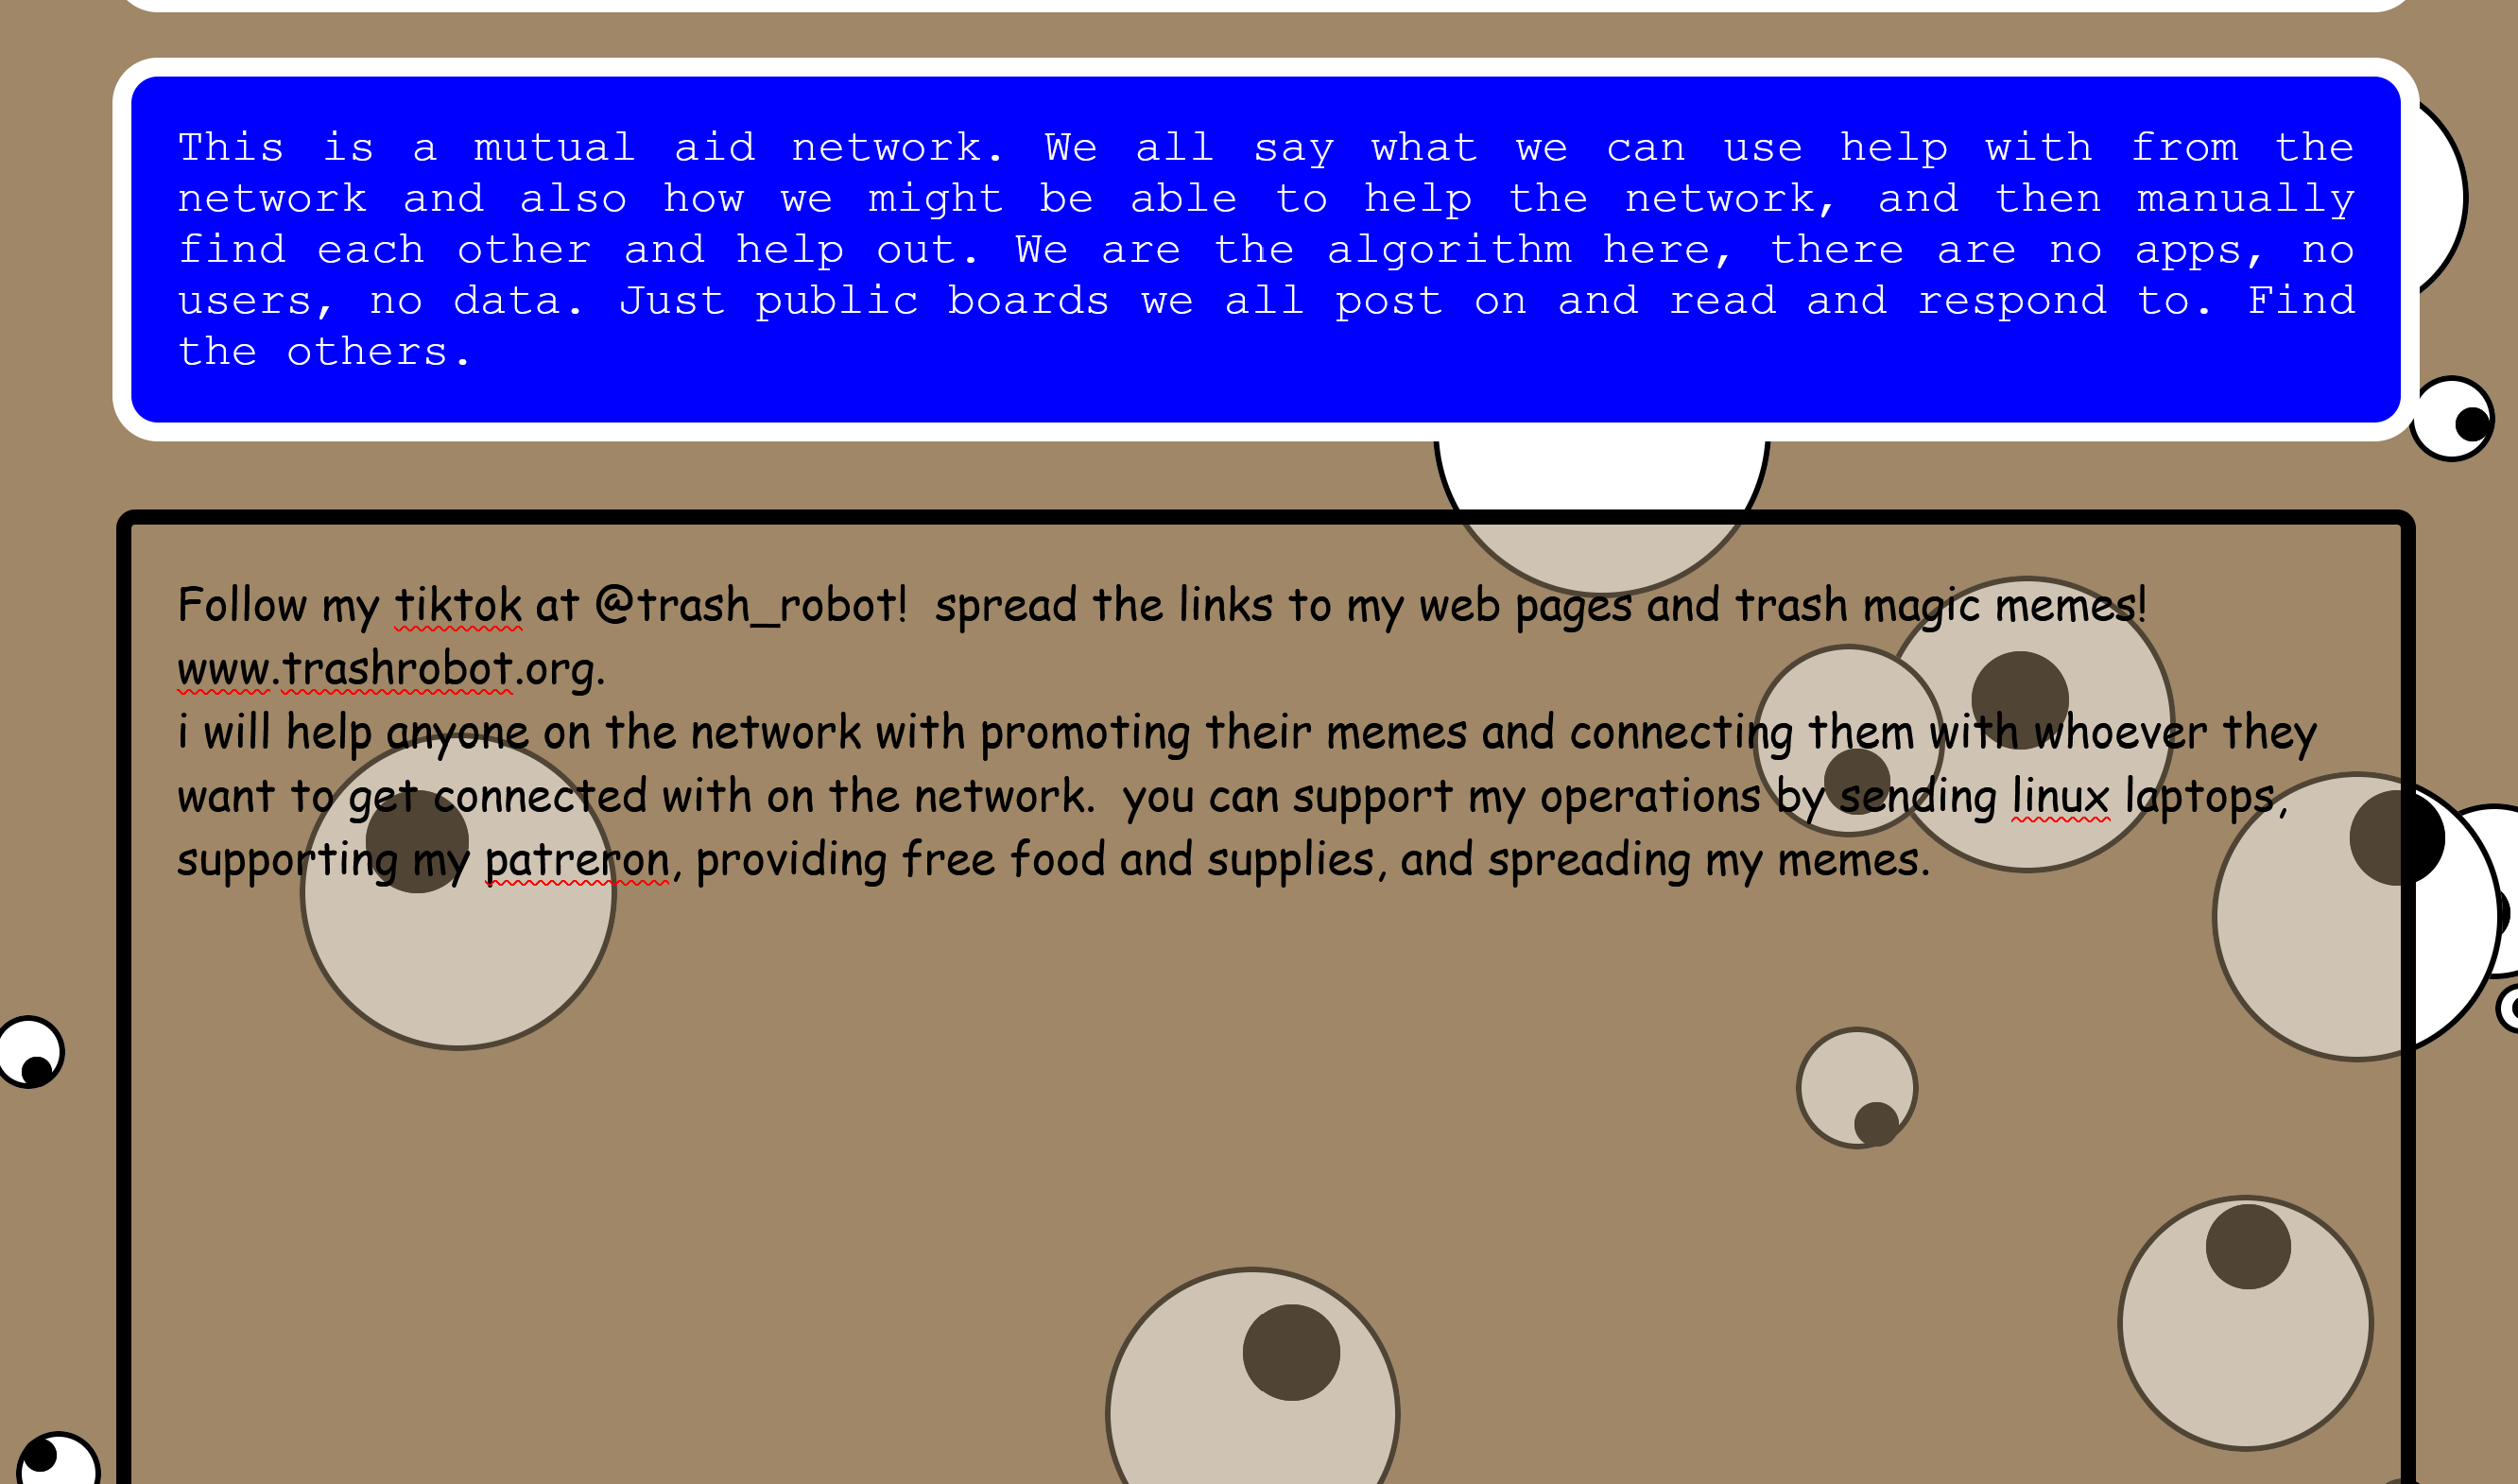 This is a mutual aid network. We all say what we can use help with from the
network and also how we might be able to help the network, and then manually
find each other and help out. We are the algorithm here, there are no apps, no
users, no data. Just public boards we all post on and read and respond to. Find
the others.
Follow my tiktok at @trash_robot!  spread the links to my web pages and trash magic memes!
www.trashrobot.org.
i will help anyone on the network with promoting their memes and connecting them with whoever they
want to get connected with on the network.  you can support my operations by sending linux laptops,
supporting my patreron, providing free food and supplies, and spreading my memes.